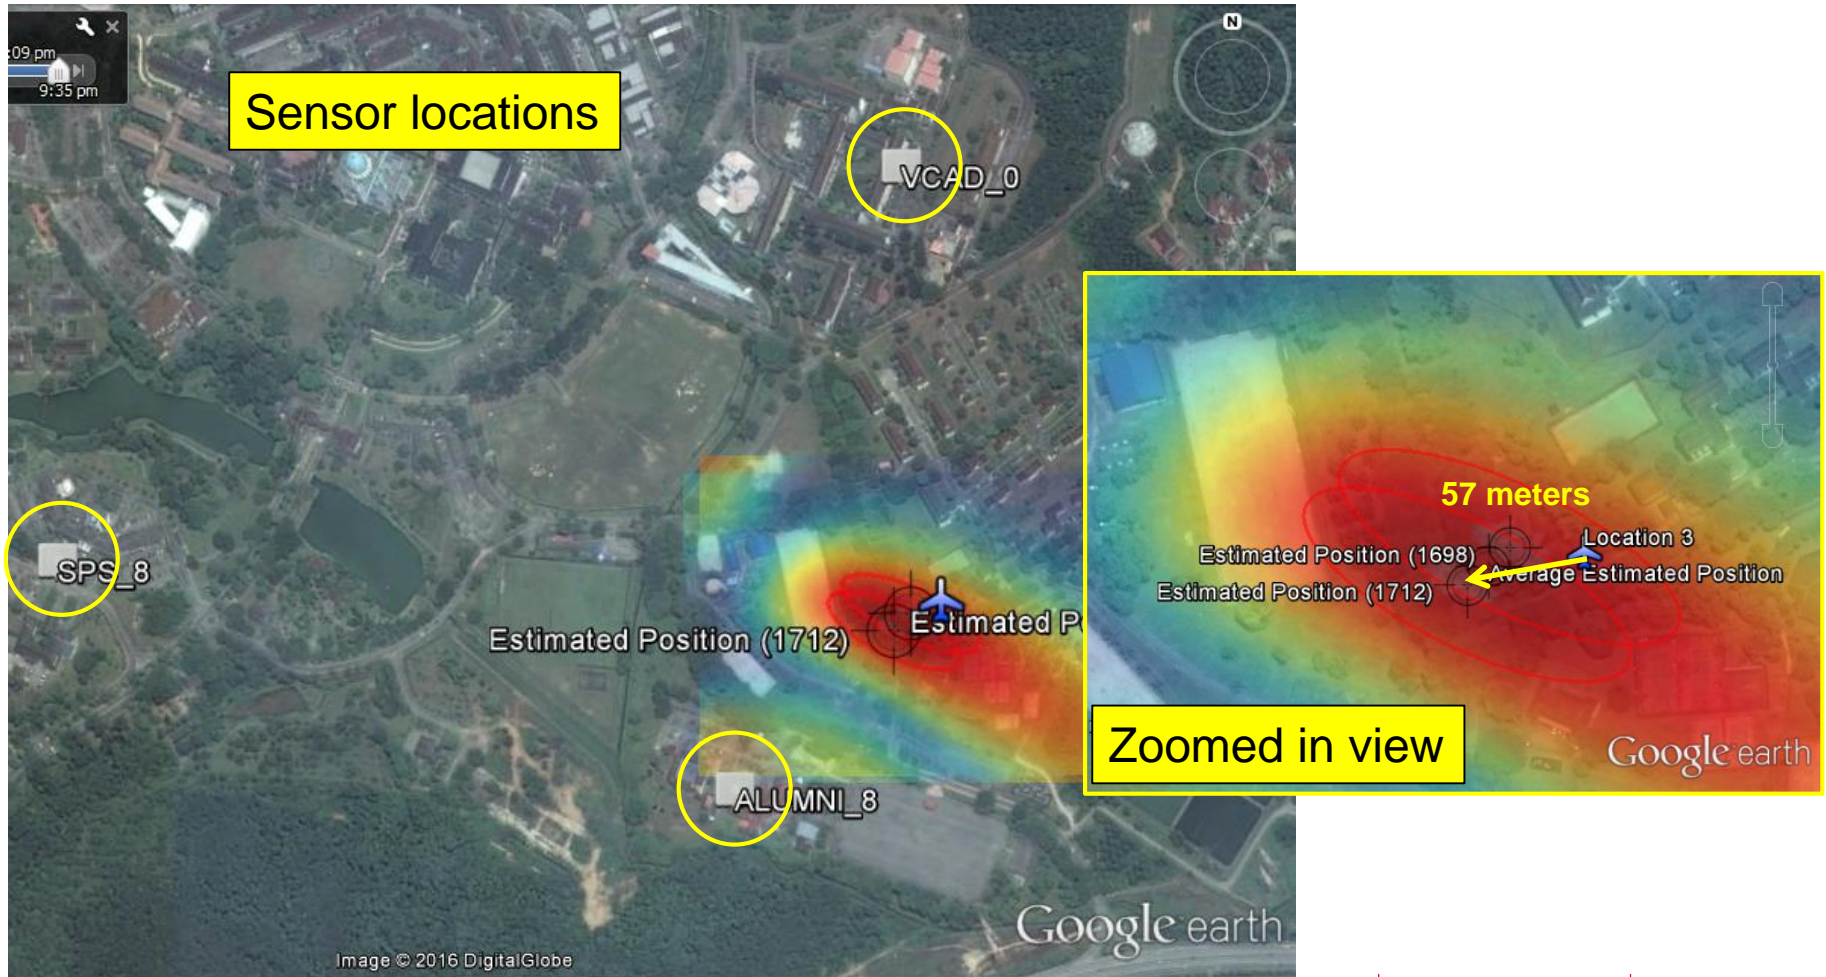 :09 pm
9:35 pm
N
Sensor locations
VCAD_0
SPS_8
Estimated Position (1712)
Estimated P
ALUMNI_8
Google earth
Image © 2016 DigitalGlobe
57 meters
Location 3
Estimated Position (1698)
Average Estimated Position
Estimated Position (1712)
Zoomed in view
Google earth